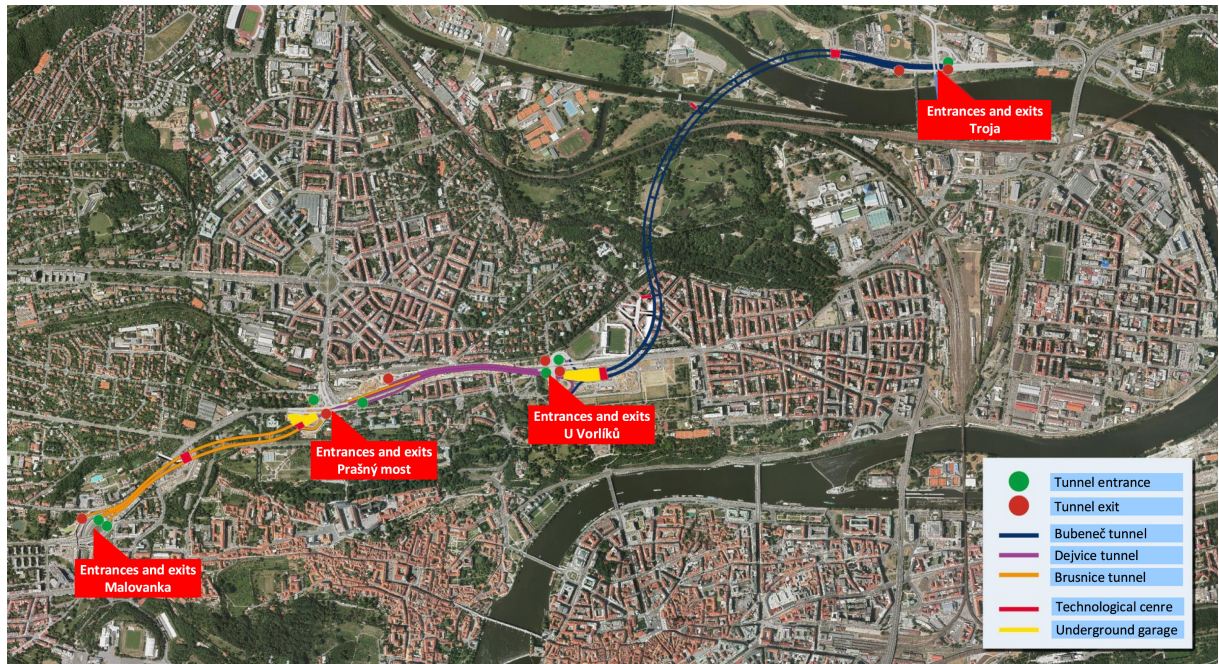 Entrances and exits
Troja
Entrances and exits
U Vorlíků
Entrances and exits
Prašný most
Entrances and exits
Malovanka
Tunnel entrance
Tunnel exit
Bubeneč tunnel
Dejvice tunnel
Brusnice tunnel
Technological cenre
Underground garage